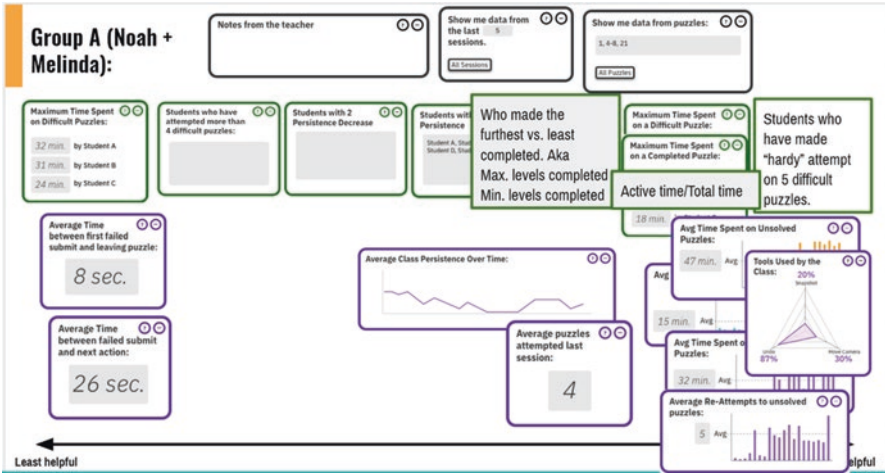 Group A (Noah +
Melinda):
Notes from the teacher
Show me data from
the last 5
sessions.
All Sessions
Show me data from puzzles:
1, 4-8, 21
All Puzzles
Maximum Time Spent
on Difficult Puzzles:
32 min. by Student A
31 min. by Student B
24 min. by Student C
Students who have
attempted more than
4 difficult puzzles:
Students with 2
Persistence Decrease
Students with
Persistence
Student A, Stud
Student D, Stud
Who made the
furthest vs. least
completed. Aka
Max. levels completed
Min. levels completed
Maximum Time Spent
on a Difficult Puzzle:
Maximum Time Spent
on a Completed Puzzle:
Active time/Total time
18 min.
Students who
have made
“hardy” attempt
on 5 difficult
puzzles.
Average Time
between first failed
submit and leaving puzzle:
8 sec.
Average Time
between failed submit
and next action:
26 sec.
Average Class Persistence Over Time:
Average puzzles
attempted last
session:
4
Avg Time Spent on Unsolved
Puzzles:
47 min. Avg
Avg
15 min. Avg
Tools Used by the
Class:
20%
Snapshot
Undo
87%
Move Camera
30%
Avg Time Spent o
Puzzles:
32 min. Avg
Average Re-Attempts to unsolved
puzzles:
5 Avg
Least helpful
elpful